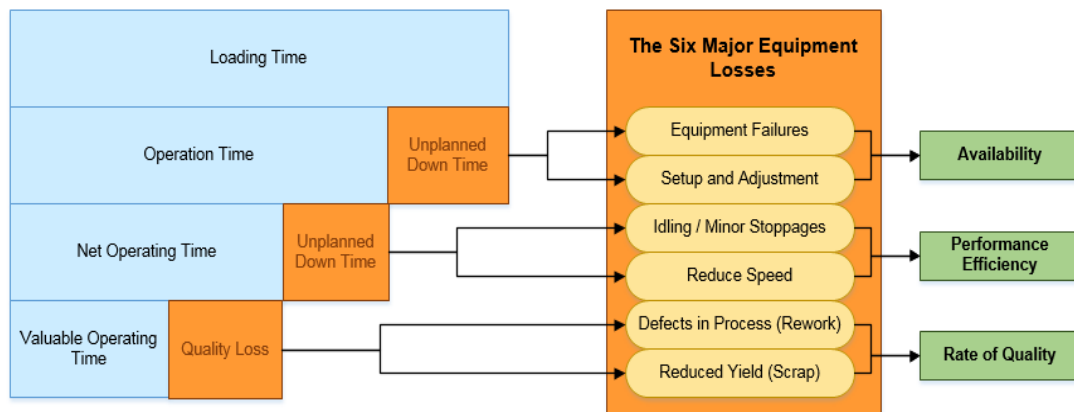 Loading Time
Operation Time
Unplanned
Down Time
Net Operating Time
Unplanned
Down Time
Valuable Operating
Time
Quality Loss
The Six Major Equipment
Losses
Equipment Failures
Setup and Adjustment
Idling / Minor Stoppages
Reduce Speed
Defects in Process (Rework)
Reduced Yield (Scrap)
Availability
Performance
Efficiency
Rate of Quality